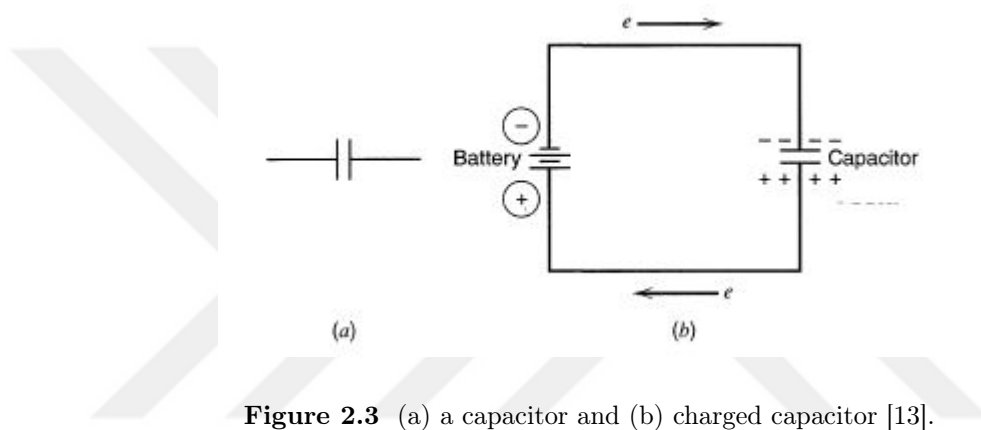 e
−
Battery
+
− − − − −
Capacitor
+ + + +
e
(a)
(b)
Figure 2.3 (a) a capacitor and (b) charged capacitor [13].